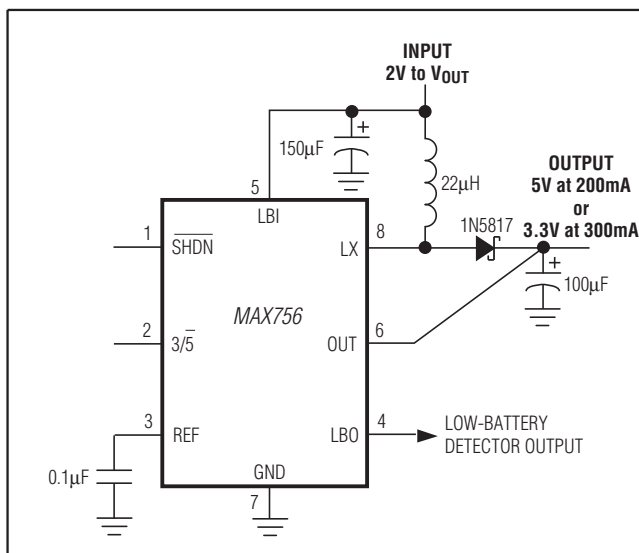 INPUT
2V to VOUT
+
150µF
5
22µH
OUTPUT
5V at 200mA
or
3.3V at 300mA
LBI
1
SHDN
LX
8
1N5817
+
100µF
MAX756
2
3/5
OUT
6
3
REF
LBO
4
LOW-BATTERY
DETECTOR OUTPUT
0.1µF
GND
7